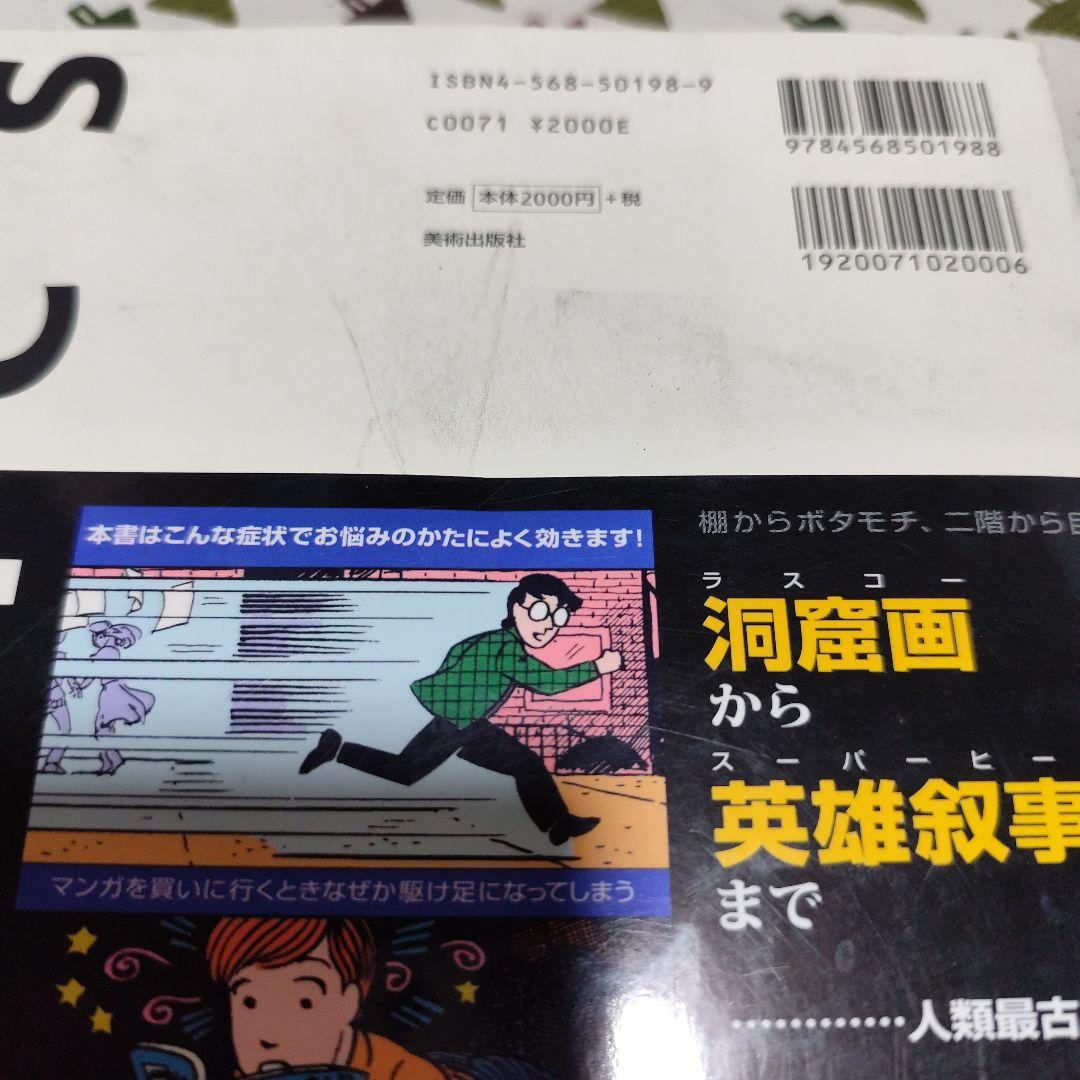 ICS
ISBN4-568-50198-9
C0071 ¥2000E
9784568501988
定価 本体2000円 +税
美術出版社
1920071020006
本書はこんな症状でお悩みのかたによく効きます!
マンガを買いに行くときなぜか駆け足になってしまう
棚からボタモチ、二階から目
ラスコー
洞窟画
から
スーパーヒー
英雄叙事
まで
…………人類最古